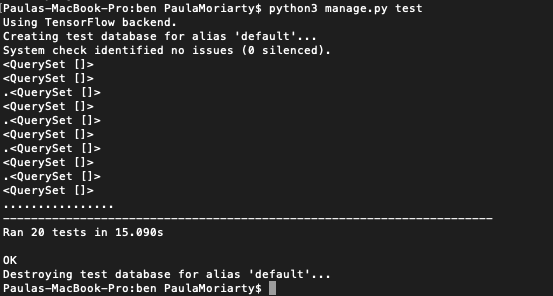 [Paulas-MacBook-Pro:ben PaulaMoriarty$ python3 manage.py test
Using TensorFlow backend.
Creating test database for alias 'default'...
System check identified no issues (0 silenced).
<QuerySet []>
<QuerySet []>
.<QuerySet []>
<QuerySet []>
.<QuerySet []>
<QuerySet []>
.<QuerySet []>
<QuerySet []>
.<QuerySet []>
<QuerySet []>
................
----------------------------------------------------------------------
Ran 20 tests in 15.090s
OK
Destroying test database for alias 'default'...
Paulas-MacBook-Pro:ben PaulaMoriarty$